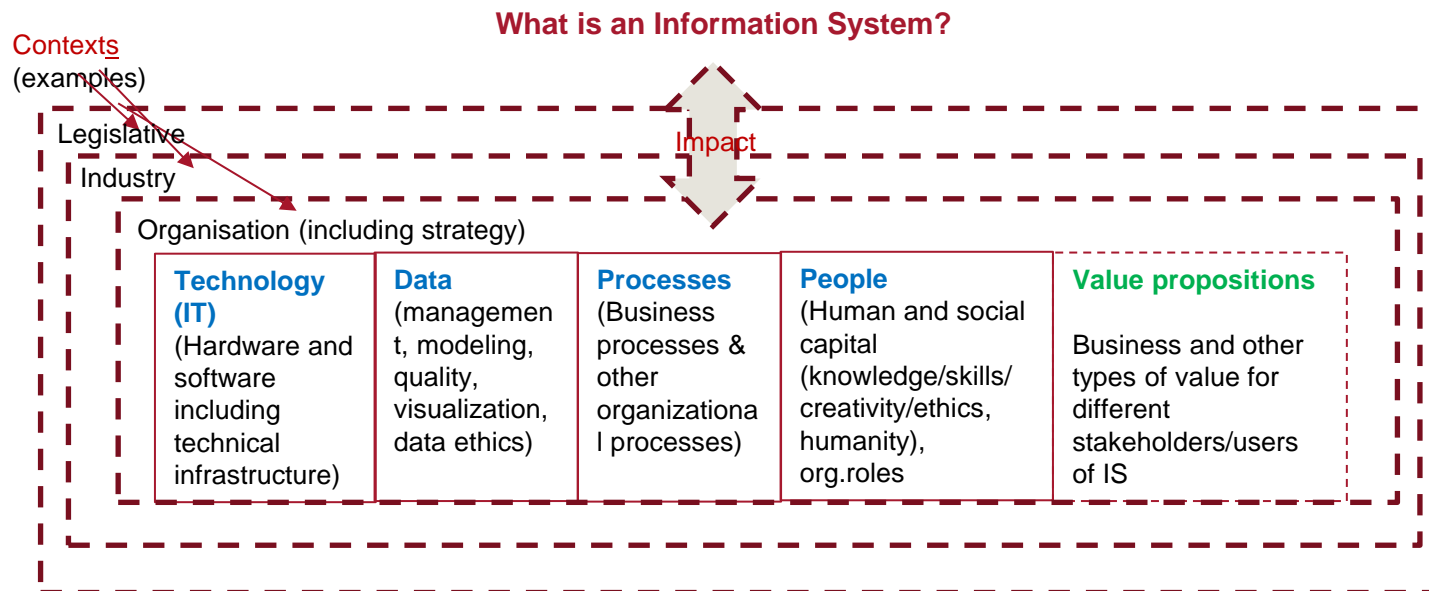 What is an Information System?
Contexts
(examples)
Legislative
Impact
Industry
Organisation (including strategy)
Technology
(IT)
(Hardware and
software
including
technical
infrastructure)
Data
(managemen
t, modeling,
quality,
visualization,
data ethics)
Processes
(Business
processes &
other
organizationa
l processes)
People
(Human and social
capital
(knowledge/skills/
creativity/ethics,
humanity),
org.roles
Value propositions
Business and other
types of value for
different
stakeholders/users
of IS